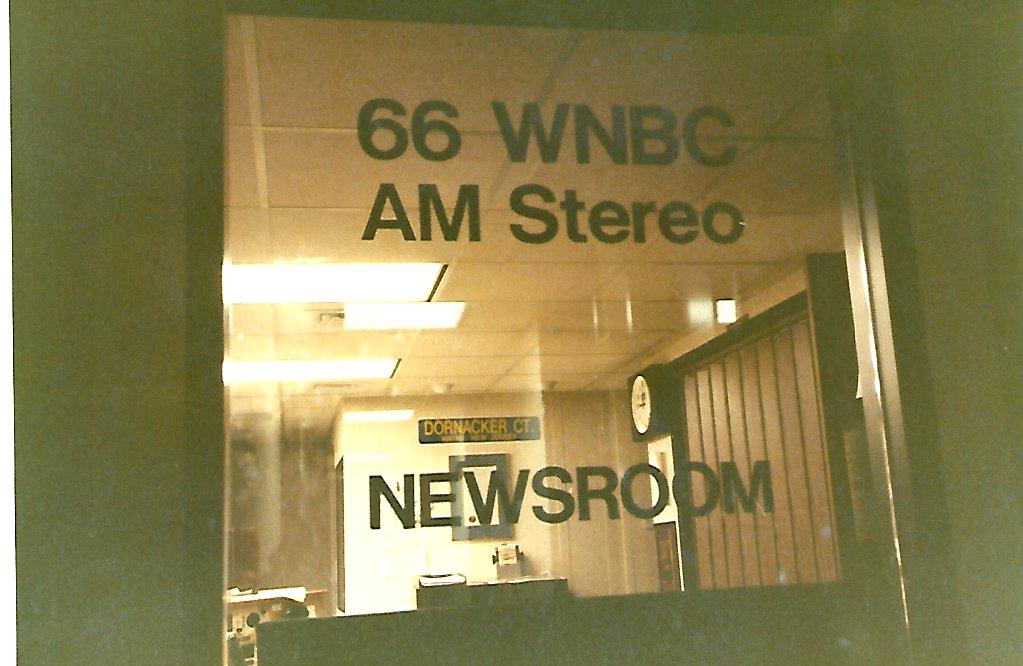 66 WNBC
AM Stereo
DORNACKER CT.
NEWSROOM